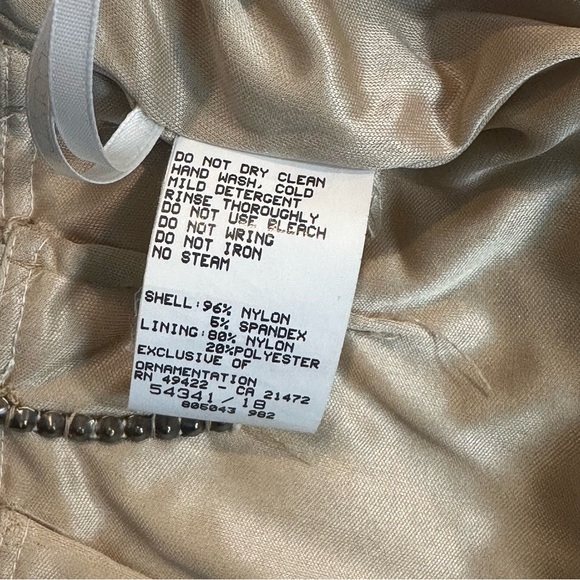 DO NOT DRY CLEAN
HAND WASH, COLD
MILD DETERGENT
RINSE THOROUGHLY
DO NOT USE BLEACH
DO NOT WRING
DO NOT IRON
NO STEAM
SHELL:96% NYLON
5% SPANDEX
LINING:80% NYLON
20%POLYESTER
EXCLUSIVE OF
ORNAMENTATION
RN 49422 - CA 21472
54341/18
805043 982